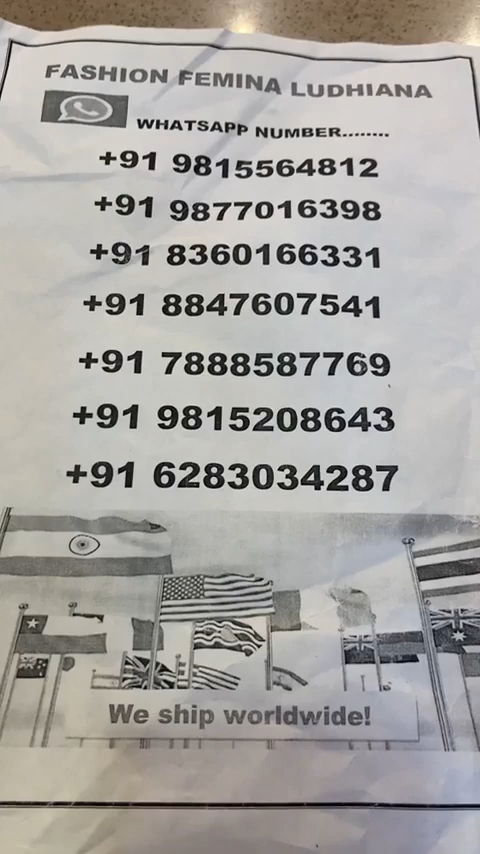 FASHION FEMINA LUDHIANA
WHATSAPP NUMBER........
+91 9815564812
+91 9877016398
+91 8360166331
+91 8847607541
+91 7888587769
+91 9815208643
+91 6283034287
We ship worldwide!